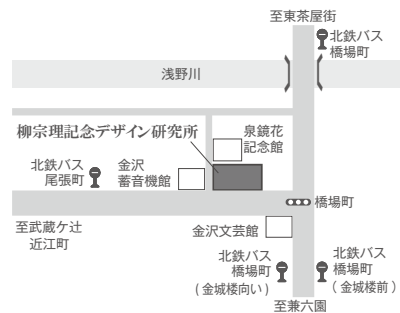 至東茶屋街
北鉄バス
橋場町
浅野川
柳宗理記念デザイン研究所
泉鏡花
記念館
北鉄バス
尾張町
金沢
蓄音機館
橋場町
至武蔵ケ辻
近江町
金沢文芸館
北鉄バス
橋場町
( 金城楼向い )
北鉄バス
橋場町
( 金城楼前 )
至兼六園